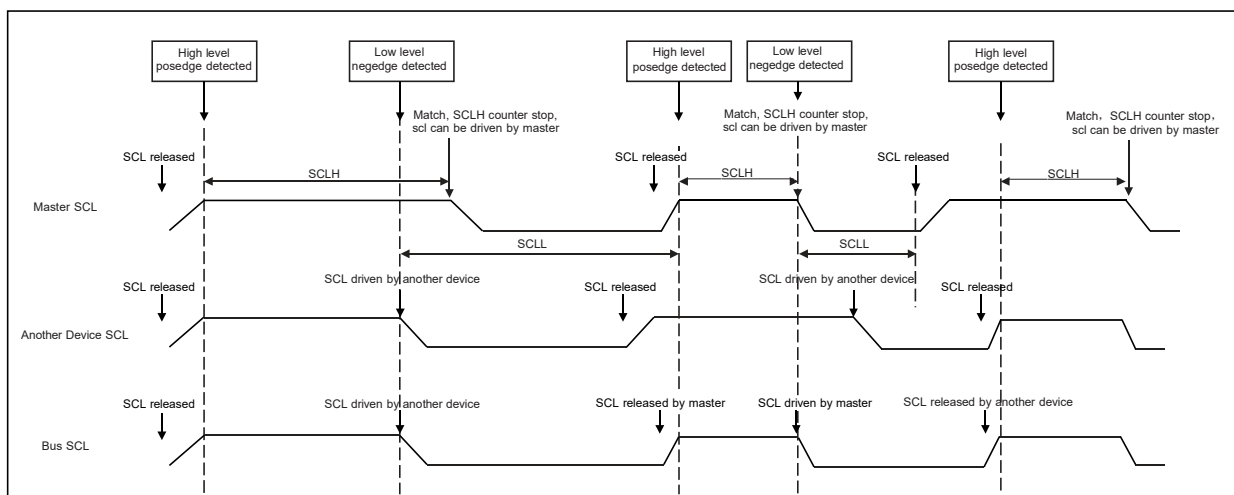 High level
posedge detected
Low level
negedge detected
High level
posedge detected
Low level
negedge detected
High level
posedge detected
Match, SCLH counter stop,
scl can be driven by master
Match, SCLH counter stop,
scl can be driven by master
Match，SCLH counter stop，
scl can be driven by master
SCL released
SCL released
SCL released
SCLH
SCLH
SCLH
Master SCL
SCLL
SCLL
SCL released
SCL driven by another device
SCL released
SCL driven by another device
SCL released
Another Device SCL
SCL released
SCL driven by another device
SCL released by master
SCL driven by master
SCL released by another device
Bus SCL